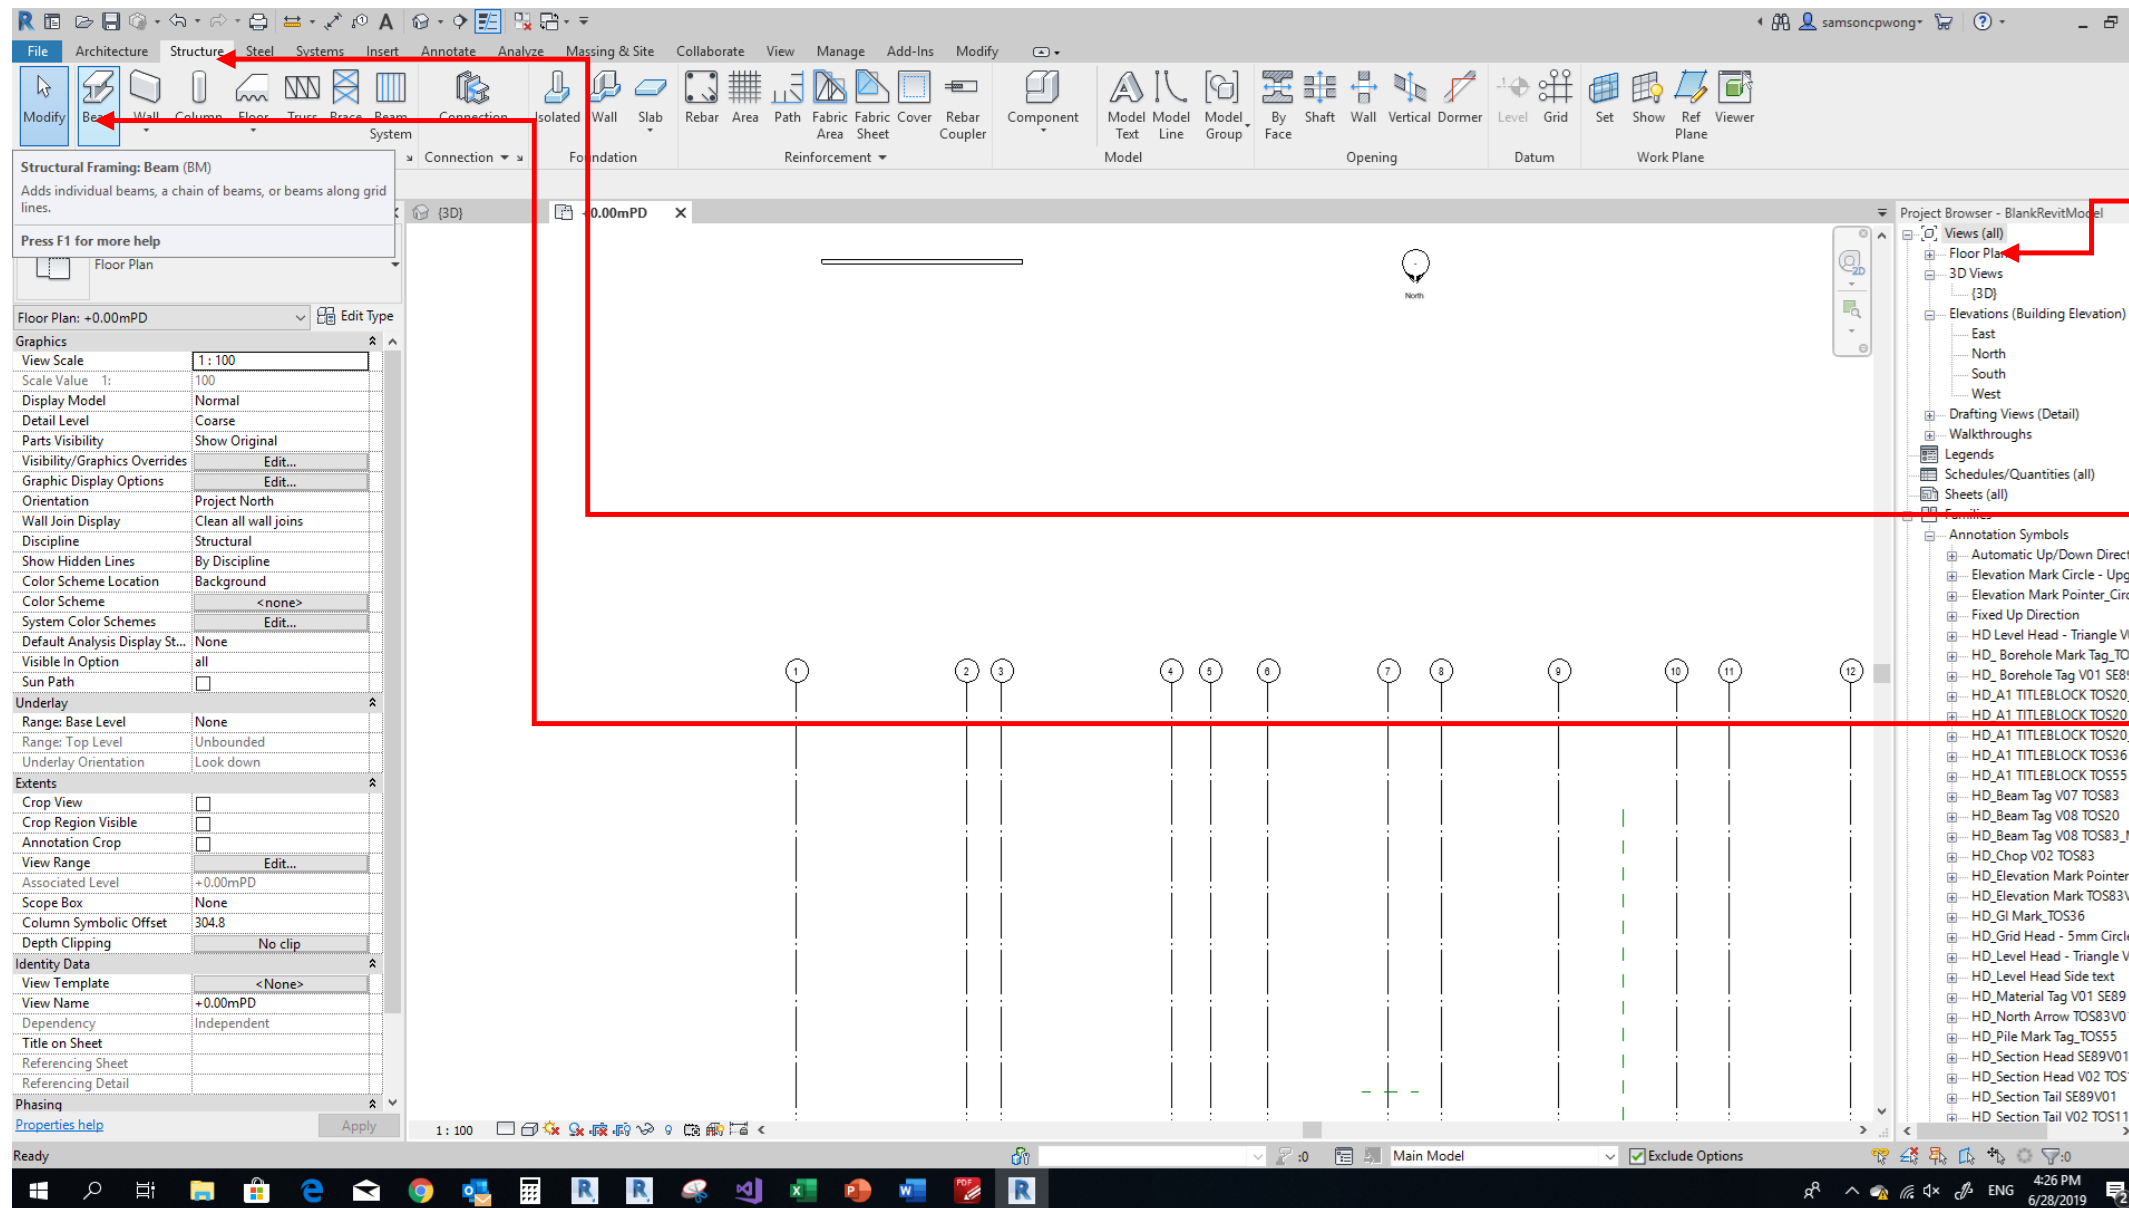 samsoncpwong
File Architecture Structure Steel Systems Insert Annotate Analyze Massing & Site Collaborate View Manage Add-Ins Modify
Modify Wall Column Floor Truss Brace Beam System Connection Isolated Wall Slab Rebar Area Path Fabric Area Fabric Sheet Cover Rebar Coupler Component Model Text Model Line Model Group By Face Shaft Wall Vertical Dormer Level Grid Set Show Ref Plane Viewer
Connection Foundation Reinforcement Model Opening Datum Work Plane
Structural Framing: Beam (BM)
Adds individual beams, a chain of beams, or beams along grid
lines.
Press F1 for more help
{3D}
0.00mPD
Floor Plan
Floor Plan: +0.00mPD Edit Type
Graphics
View Scale 1 : 100
Scale Value 1: 100
Display Model Normal
Detail Level Coarse
Parts Visibility Show Original
Visibility/Graphics Overrides Edit...
Graphic Display Options Edit...
Orientation Project North
Wall Join Display Clean all wall joins
Discipline Structural
Show Hidden Lines By Discipline
Color Scheme Location Background
Color Scheme <none>
System Color Schemes Edit...
Default Analysis Display St... None
Visible In Option all
Sun Path
Underlay
Range: Base Level None
Range: Top Level Unbounded
Underlay Orientation Look down
Extents
Crop View
Crop Region Visible
Annotation Crop
View Range Edit...
Associated Level +0.00mPD
Scope Box None
Column Symbolic Offset 304.8
Depth Clipping No clip
Identity Data
View Template <None>
View Name +0.00mPD
Dependency Independent
Title on Sheet
Referencing Sheet
Referencing Detail
Phasing
Properties help Apply
North
1 2 3 4 5 6 7 8 9 10 11 12
2D
Project Browser - BlankRevitModel
Views (all)
Floor Plan
3D Views
{3D}
Elevations (Building Elevation)
East
North
South
West
Drafting Views (Detail)
Walkthroughs
Legends
Schedules/Quantities (all)
Sheets (all)
Families
Annotation Symbols
Automatic Up/Down Direct
Elevation Mark Circle - Upg
Elevation Mark Pointer_Circ
Fixed Up Direction
HD Level Head - Triangle V
HD_ Borehole Mark Tag_TO
HD_ Borehole Tag V01 SE89
HD_A1 TITLEBLOCK TOS20_
HD_A1 TITLEBLOCK TOS20
HD_A1 TITLEBLOCK TOS20_
HD_A1 TITLEBLOCK TOS36
HD_A1 TITLEBLOCK TOS55
HD_Beam Tag V07 TOS83
HD_Beam Tag V08 TOS20
HD_Beam Tag V08 TOS83_
HD_Chop V02 TOS83
HD_Elevation Mark Pointer
HD_Elevation Mark TOS83V
HD_GI Mark_TOS36
HD_Grid Head - 5mm Circle
HD_Level Head - Triangle V
HD_Level Head Side text
HD_Material Tag V01 SE89
HD_North Arrow TOS83V0
HD_Pile Mark Tag_TOS55
HD_Section Head SE89V01
HD_Section Head V02 TOS
HD_Section Tail SE89V01
HD Section Tail V02 TOS11
1 : 100
Ready :0 Main Model Exclude Options :0
ENG 4:26 PM
6/28/2019